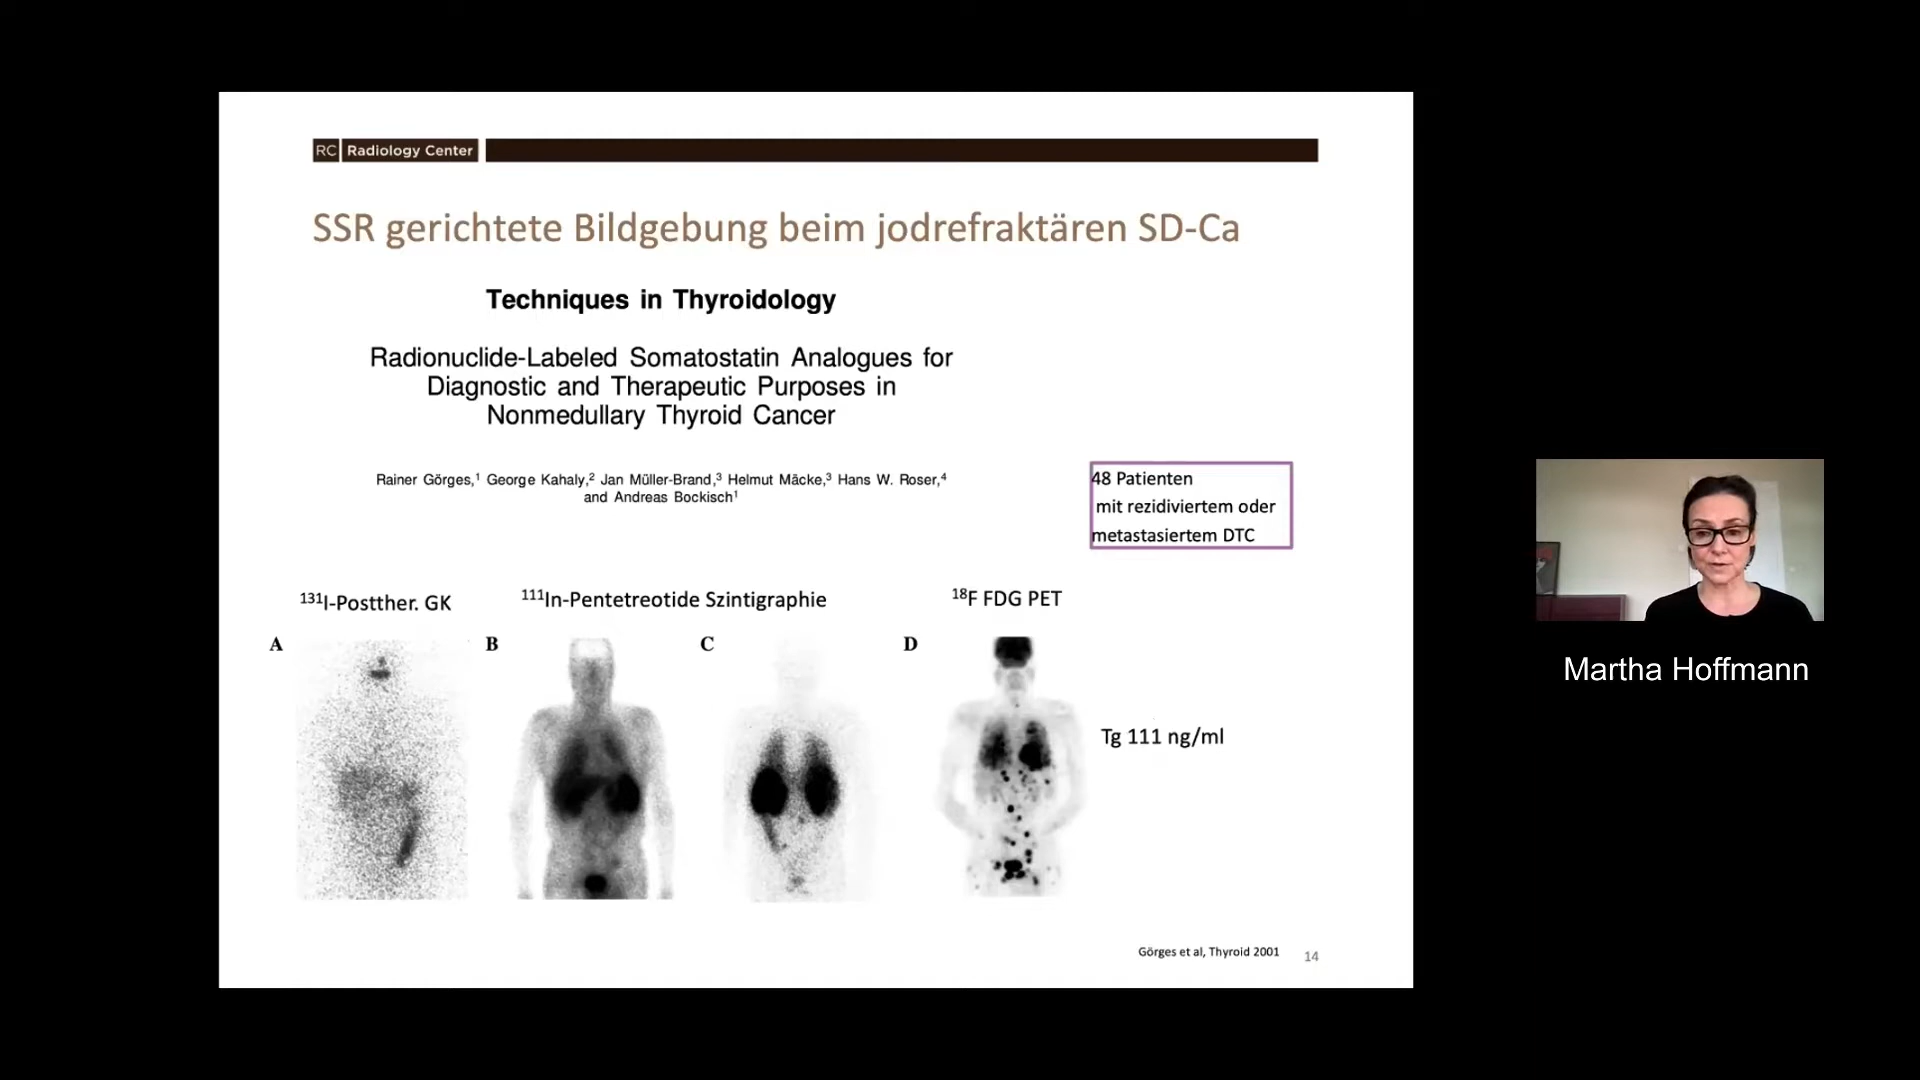 RC Radiology Center
SSR gerichtete Bildgebung beim jodrefraktären SD-Ca
Techniques in Thyroidology
Radionuclide-Labeled Somatostatin Analogues for
Diagnostic and Therapeutic Purposes in
Nonmedullary Thyroid Cancer
Rainer Görges,¹ George Kahaly,² Jan Müller-Brand,³ Helmut Mäcke,³ Hans W. Roser,⁴
and Andreas Bockisch¹
48 Patienten
mit rezidiviertem oder
metastasiertem DTC
¹³¹I-Postther. GK
¹¹¹In-Pentetreotide Szintigraphie
¹⁸F FDG PET
A
B
C
D
Tg 111 ng/ml
Martha Hoffmann
Görges et al, Thyroid 2001
14